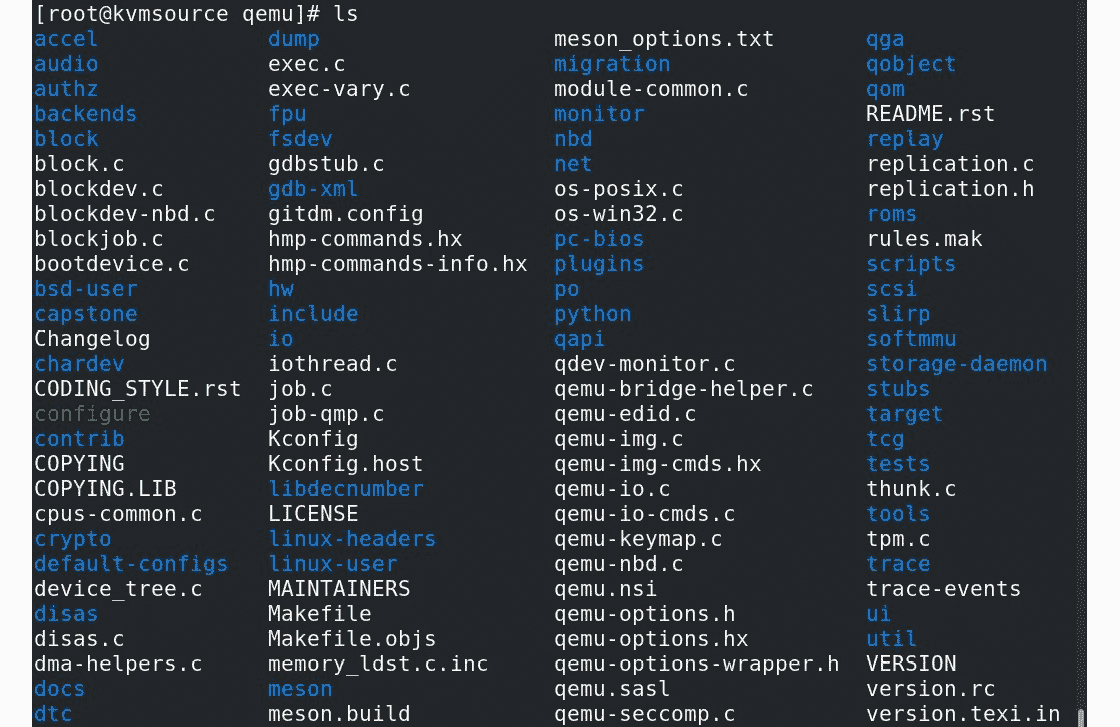 [root@kvmsource qemu]# ls
accel dump meson_options.txt qga
audio exec.c migration qobject
authz exec-vary.c module-common.c qom
backends fpu monitor README.rst
block fsdev nbd replay
block.c gdbstub.c net replication.c
blockdev.c gdb-xml os-posix.c replication.h
blockdev-nbd.c gitdm.config os-win32.c roms
blockjob.c hmp-commands.hx pc-bios rules.mak
bootdevice.c hmp-commands-info.hx plugins scripts
bsd-user hw po scsi
capstone include python slirp
Changelog io qapi softmmu
chardev iothread.c qdev-monitor.c storage-daemon
CODING_STYLE.rst job.c qemu-bridge-helper.c stubs
configure job-qmp.c qemu-edid.c target
contrib Kconfig qemu-img.c tcg
COPYING Kconfig.host qemu-img-cmds.hx tests
COPYING.LIB libdecnumber qemu-io.c thunk.c
cpus-common.c LICENSE qemu-io-cmds.c tools
crypto linux-headers qemu-keymap.c tpm.c
default-configs linux-user qemu-nbd.c trace
device_tree.c MAINTAINERS qemu.nsi trace-events
disas Makefile qemu-options.h ui
disas.c Makefile.objs qemu-options.hx util
dma-helpers.c memory_ldst.c.inc qemu-options-wrapper.h VERSION
docs meson qemu.sasl version.rc
dtc meson.build qemu-seccomp.c version.texi.in